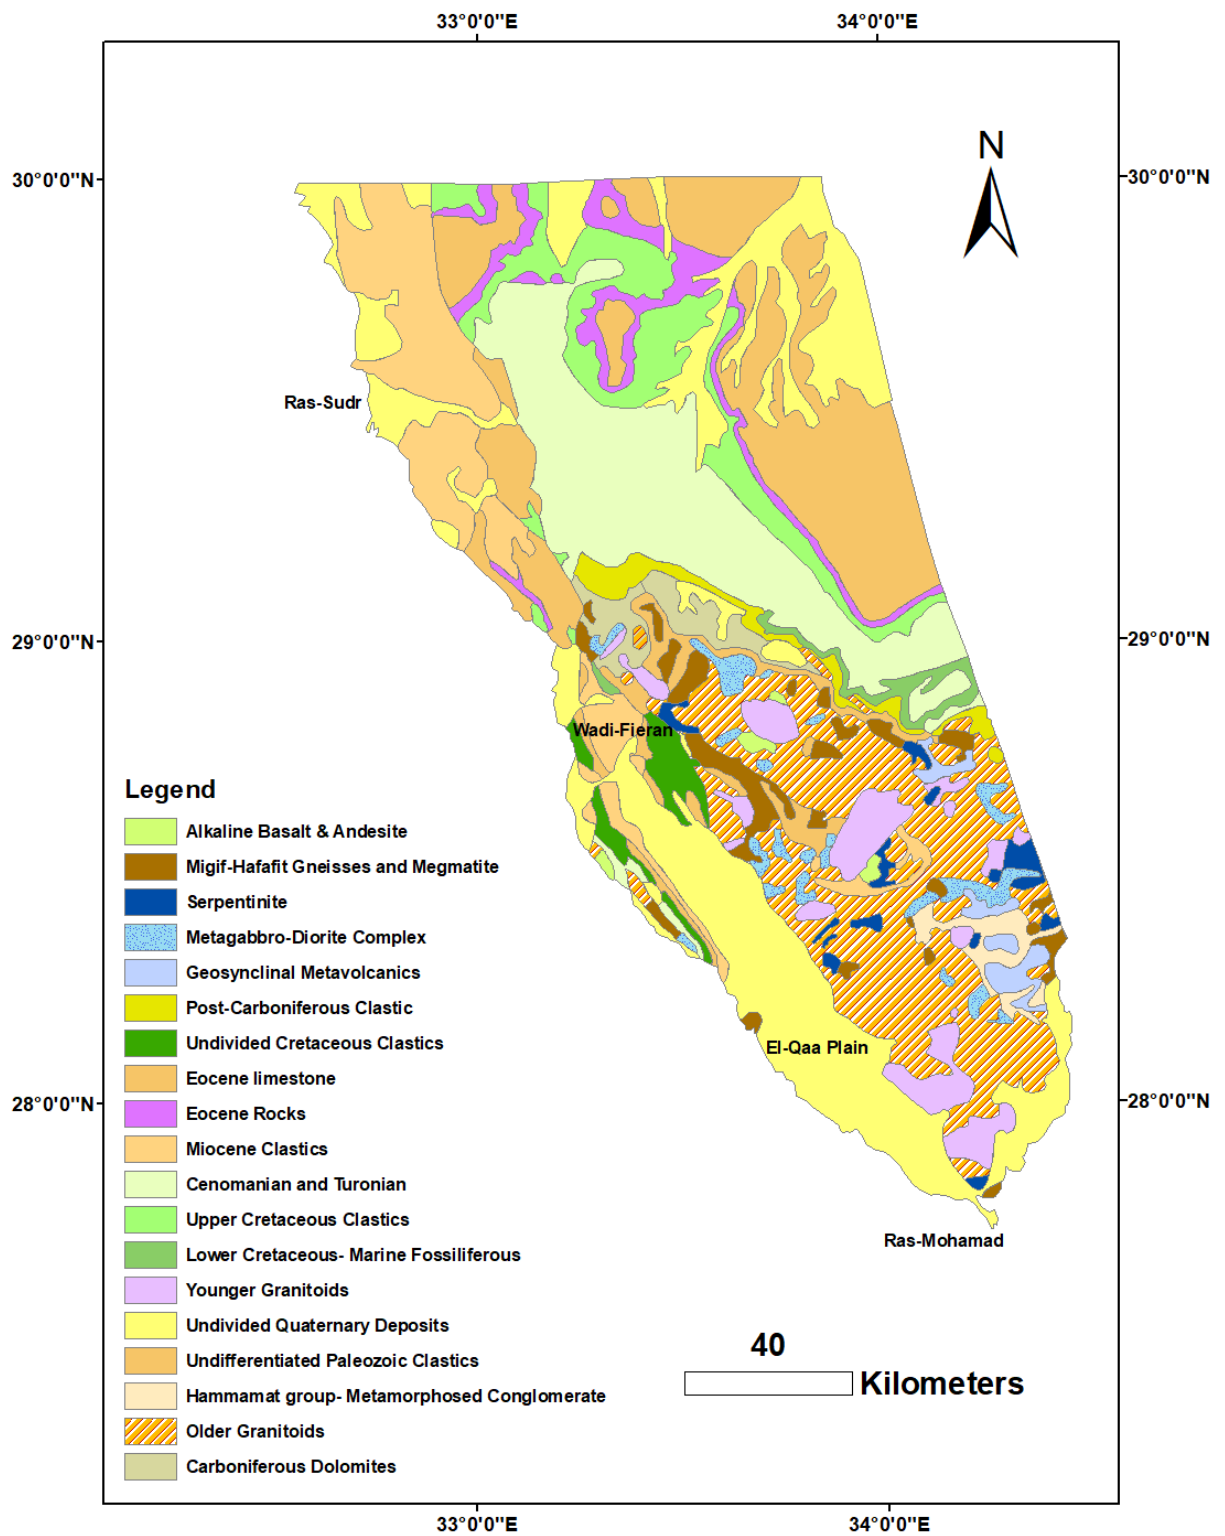 33°0'0"E 34°0'0"E
N
30°0'0"N 30°0'0"N
Ras-Sudr
29°0'0"N 29°0'0"N
Wadi-Fieran
Legend
Alkaline Basalt & Andesite
Migif-Hafafit Gneisses and Megmatite
Serpentinite
Metagabbro-Diorite Complex
Geosynclinal Metavolcanics
Post-Carboniferous Clastic
Undivided Cretaceous Clastics
El-Qaa Plain
Eocene limestone
28°0'0"N 28°0'0"N
Eocene Rocks
Miocene Clastics
Cenomanian and Turonian
Upper Cretaceous Clastics
Ras-Mohamad
Lower Cretaceous- Marine Fossiliferous
Younger Granitoids
Undivided Quaternary Deposits
40
Undifferentiated Paleozoic Clastics
Kilometers
Hammamat group- Metamorphosed Conglomerate
Older Granitoids
Carboniferous Dolomites
33°0'0"E 34°0'0"E